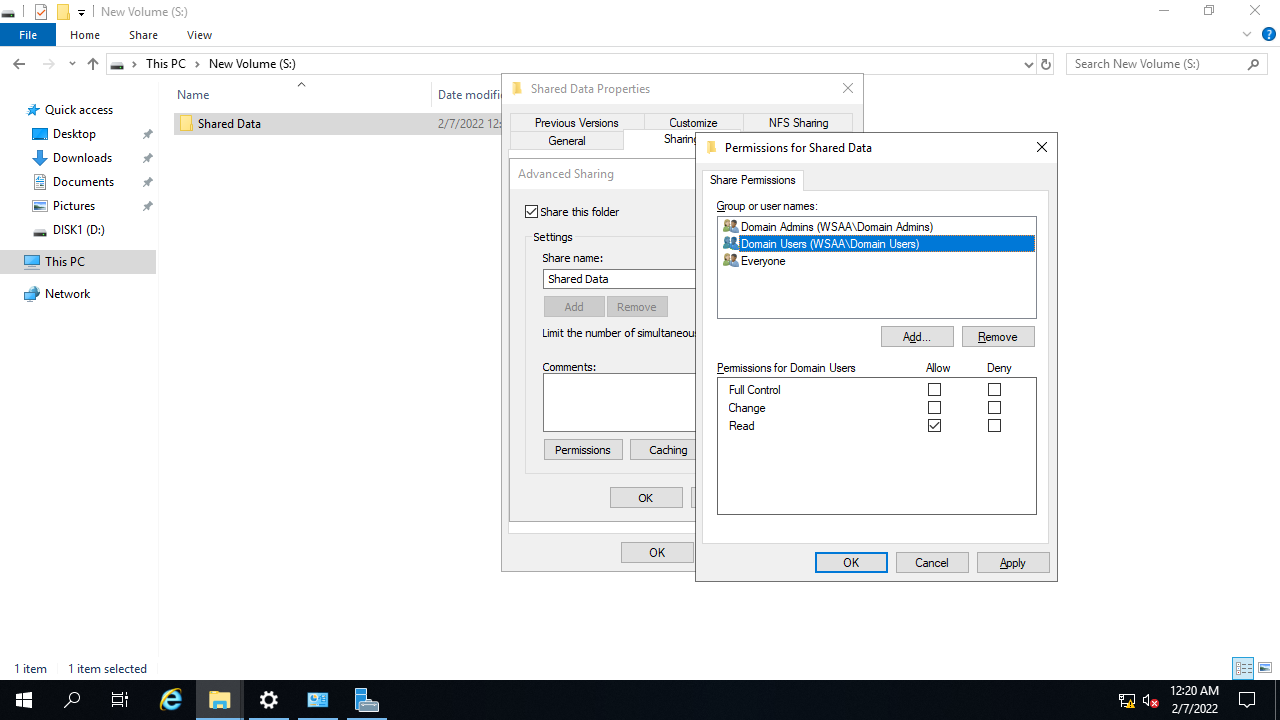 New Volume (S:)
File
Home
Share
View
This PC
New Volume (S:)
Search New Volume (S:)
Name
Date modifie
Quick access
Desktop
Downloads
Documents
Pictures
DISK1 (D:)
This PC
Network
Shared Data
2/7/2022 12:
Shared Data Properties
Previous Versions
Customize
NFS Sharing
General
Sharing
Advanced Sharing
Share this folder
Settings
Share name:
Shared Data
Add
Remove
Limit the number of simultaneous
Comments:
Permissions
Caching
OK
OK
Permissions for Shared Data
Share Permissions
Group or user names:
Domain Admins (WSAA\Domain Admins)
Domain Users (WSAA\Domain Users)
Everyone
Add...
Remove
Permissions for Domain Users
Allow
Deny
Full Control
Change
Read
OK
Cancel
Apply
1 item
1 item selected
12:20 AM
2/7/2022